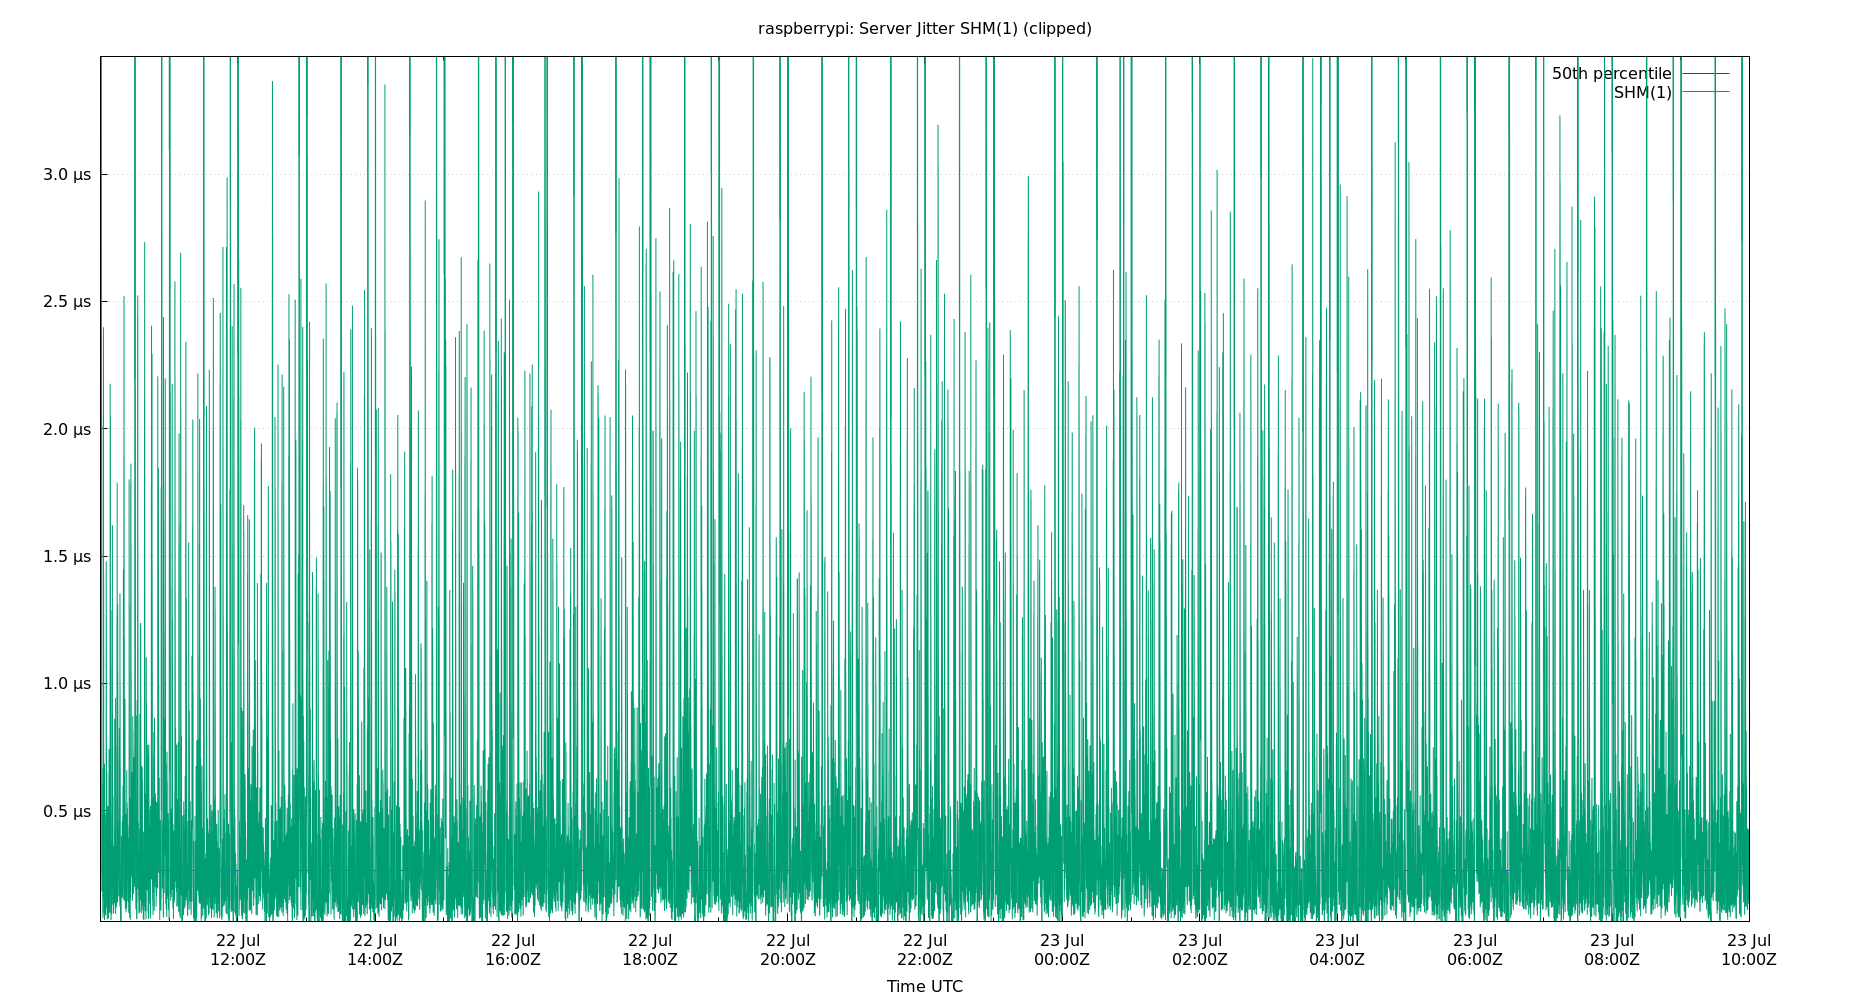 raspberrypi: Server Jitter SHM(1) (clipped)
50th percentile
SHM(1)
3.0 µs
2.5 µs
2.0 µs
1.5 µs
1.0 µs
0.5 µs
22 Jul 22 Jul 22 Jul 22 Jul 22 Jul 22 Jul 23 Jul 23 Jul 23 Jul 23 Jul 23 Jul 23 Jul
12:00Z 14:00Z 16:00Z 18:00Z 20:00Z 22:00Z 00:00Z 02:00Z 04:00Z 06:00Z 08:00Z 10:00Z
Time UTC